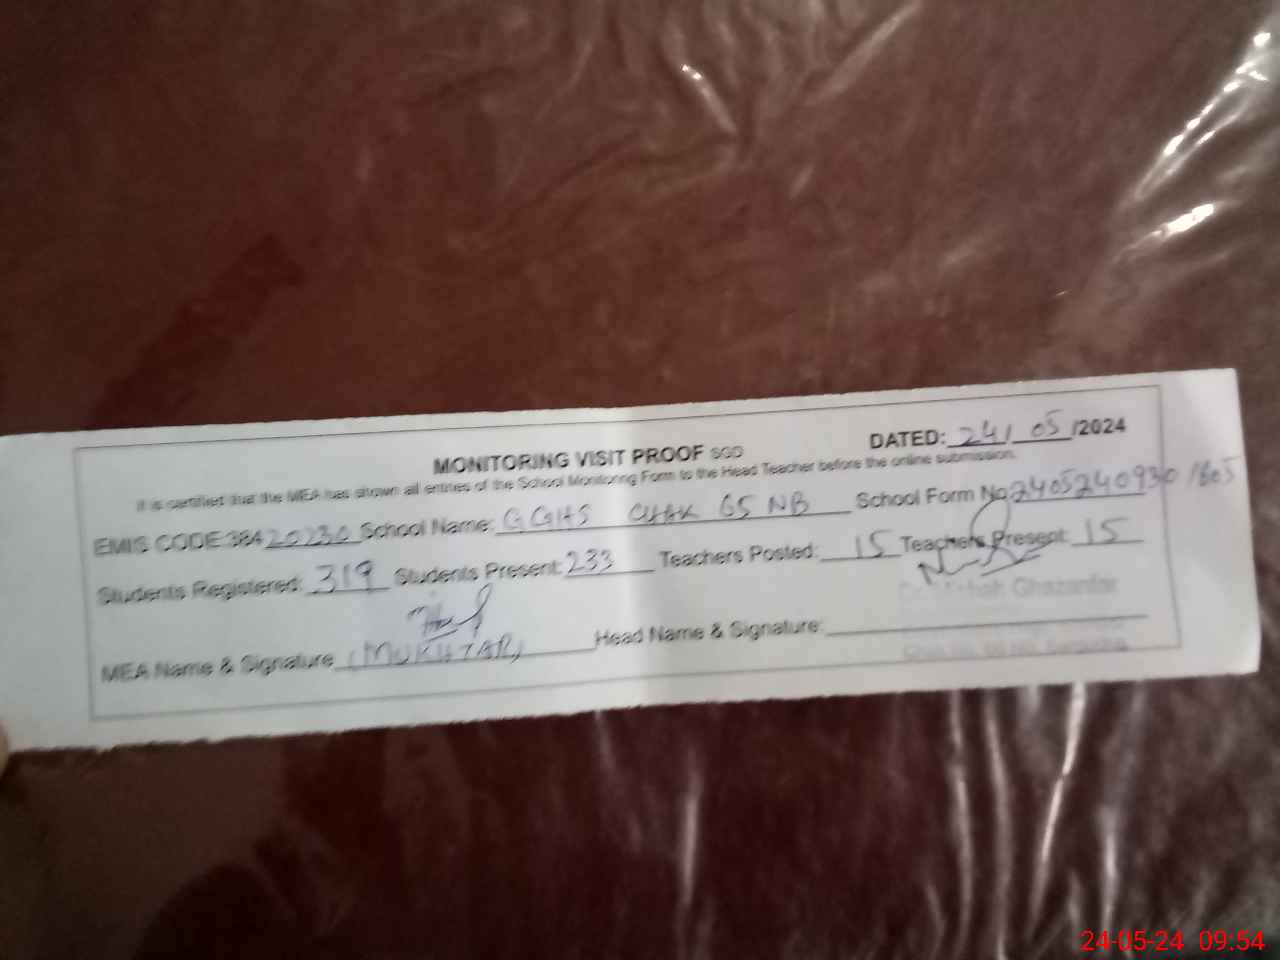 MONITORING VISIT PROOF SGD
DATED: 24/ 05 /2024
It is certified that the MEA has shown all entries of the School Monitoring Form to the Head Teacher before the online submission.
EMIS CODE 38420230 School Name: GGHS CHAK 65 NB School Form No 2405240930
Students Registered: 319 Students Present: 233 Teachers Posted: 15 Teachers Present: 15
Ghazanfar
MEA Name & Signature (MUKHTAR) Head Name & Signature:
24-05-24 09:54